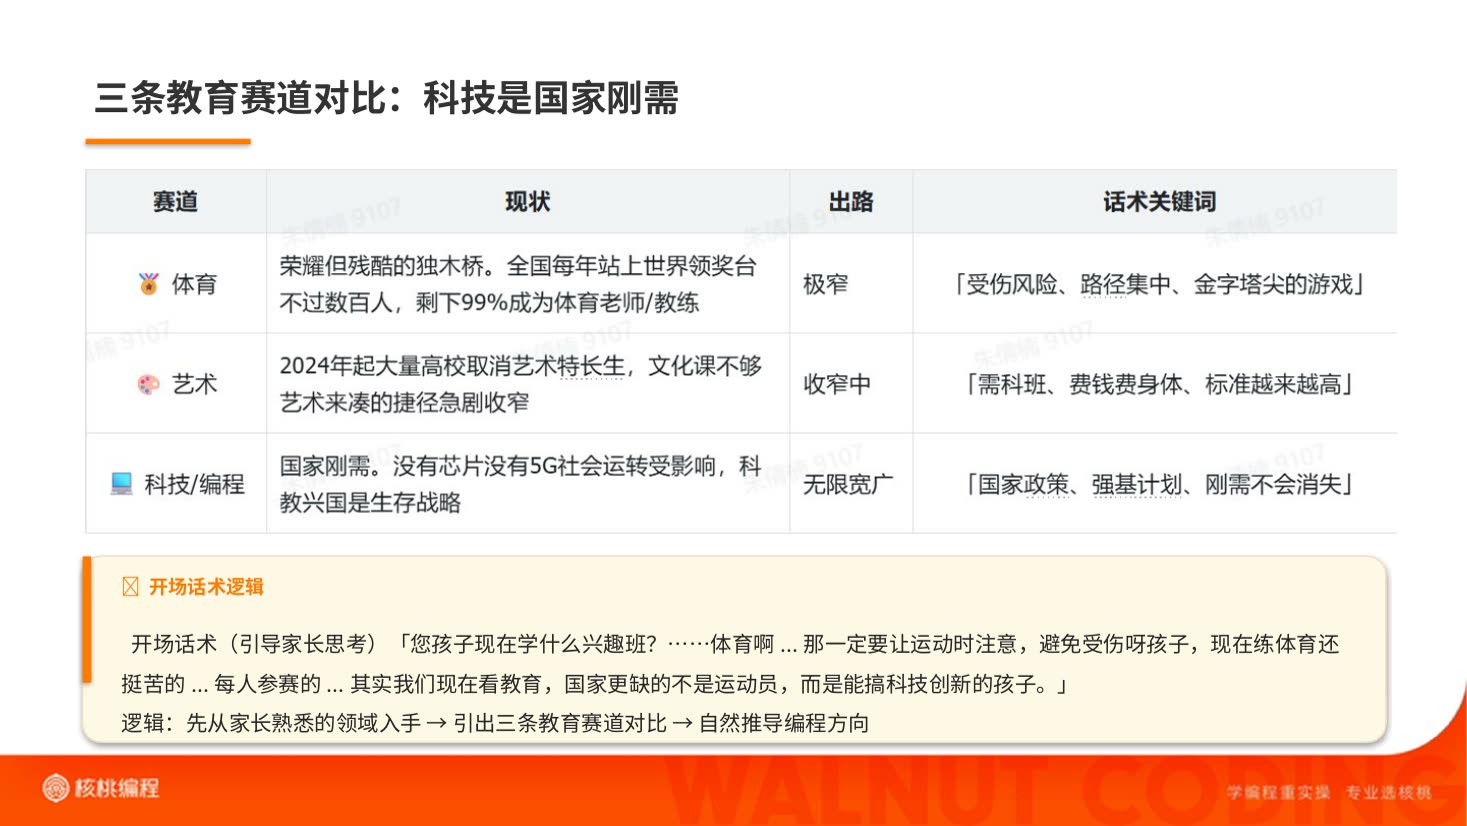 三条教育赛道对比：科技是国家刚需
赛道 现状 出路 话术关键词
体育
荣耀但残酷的独木桥。全国每年站上世界领奖台
不过数百人，剩下99%成为体育老师/教练
极窄
「受伤风险、路径集中、金字塔尖的游戏」
艺术
2024年起大量高校取消艺术特长生，文化课不够
艺术来凑的捷径急剧收窄
收窄中
「需科班、费钱费身体、标准越来越高」
科技/编程
国家刚需。没有芯片没有5G社会运转受影响，科
教兴国是生存战略
无限宽广
「国家政策、强基计划、刚需不会消失」
开场话术逻辑
开场话术（引导家长思考）「您孩子现在学什么兴趣班？……体育啊 ... 那一定要让运动时注意，避免受伤呀孩子，现在练体育还
挺苦的 ... 每人参赛的 ... 其实我们现在看教育，国家更缺的不是运动员，而是能搞科技创新的孩子。」
逻辑：先从家长熟悉的领域入手 → 引出三条教育赛道对比 → 自然推导编程方向
核桃编程
WALNUT CODING
学编程重实操 专业选核桃